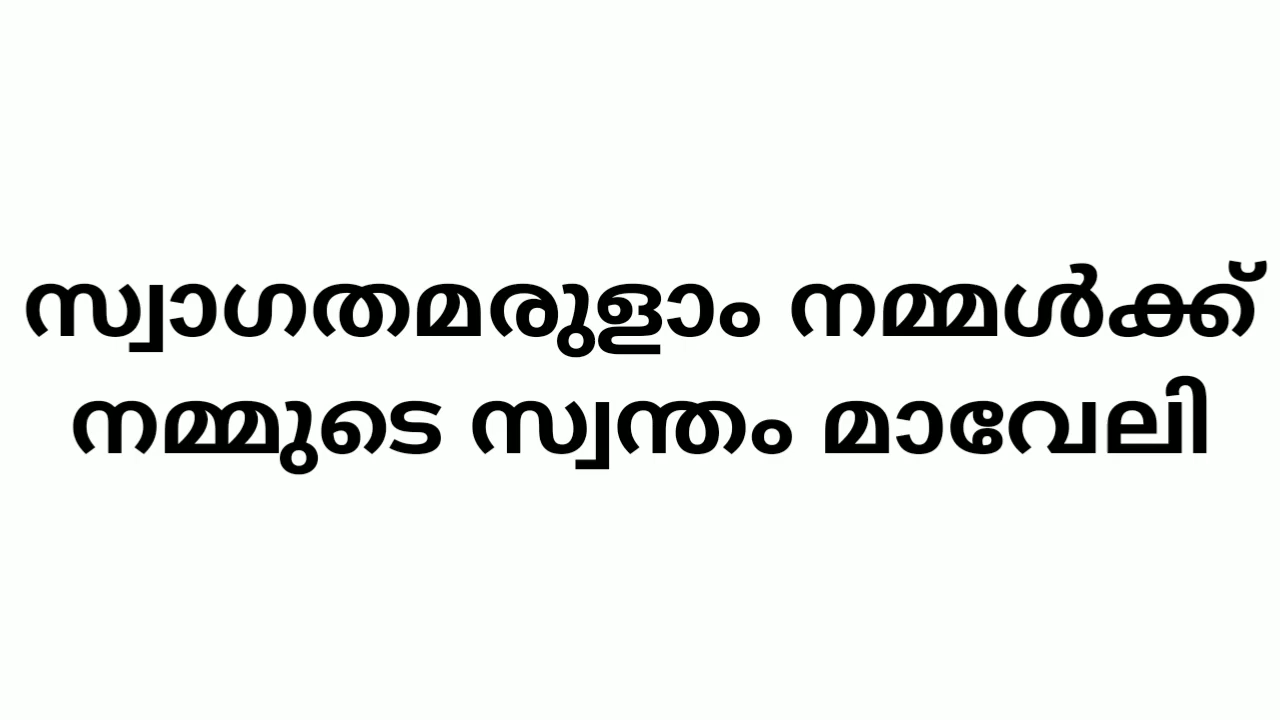 സ്വാഗതമരുളാം നമ്മൾക്ക്
നമ്മുടെ സ്വന്തം മാവേലി